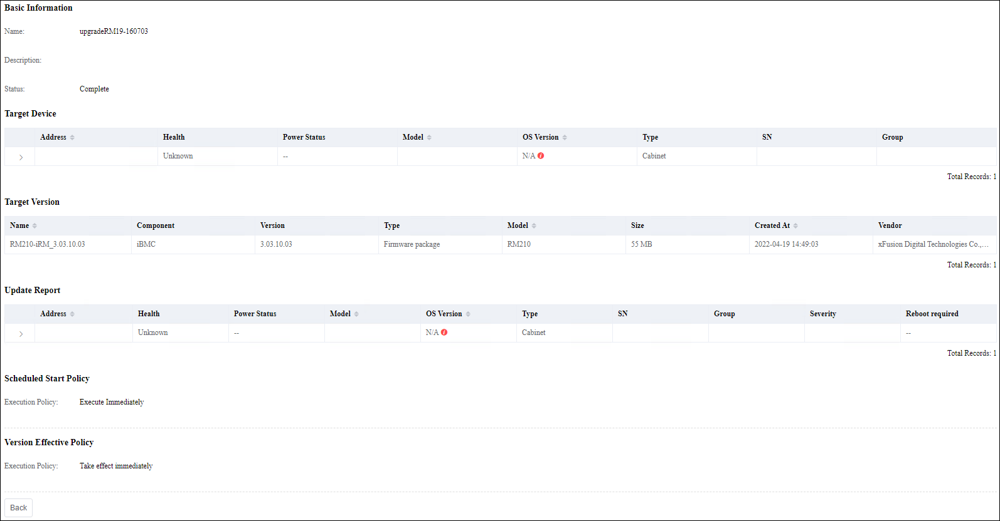 Basic Information
Name: upgradeRM19-160703
Description:
Status: Complete
Target Device
Address Health Power Status Model OS Version Type SN Group
Unknown -- N/A Cabinet
Total Records: 1
Target Version
Name Component Version Type Model Size Created At Vendor
RM210-iRM_3.03.10.03 iBMC 3.03.10.03 Firmware package RM210 55 MB 2022-04-19 14:49:03 xFusion Digital Technologies Co.,...
Total Records: 1
Update Report
Address Health Power Status Model OS Version Type SN Group Severity Reboot required
Unknown -- N/A Cabinet --
Total Records: 1
Scheduled Start Policy
Execution Policy: Execute Immediately
Version Effective Policy
Execution Policy: Take effect immediately
Back